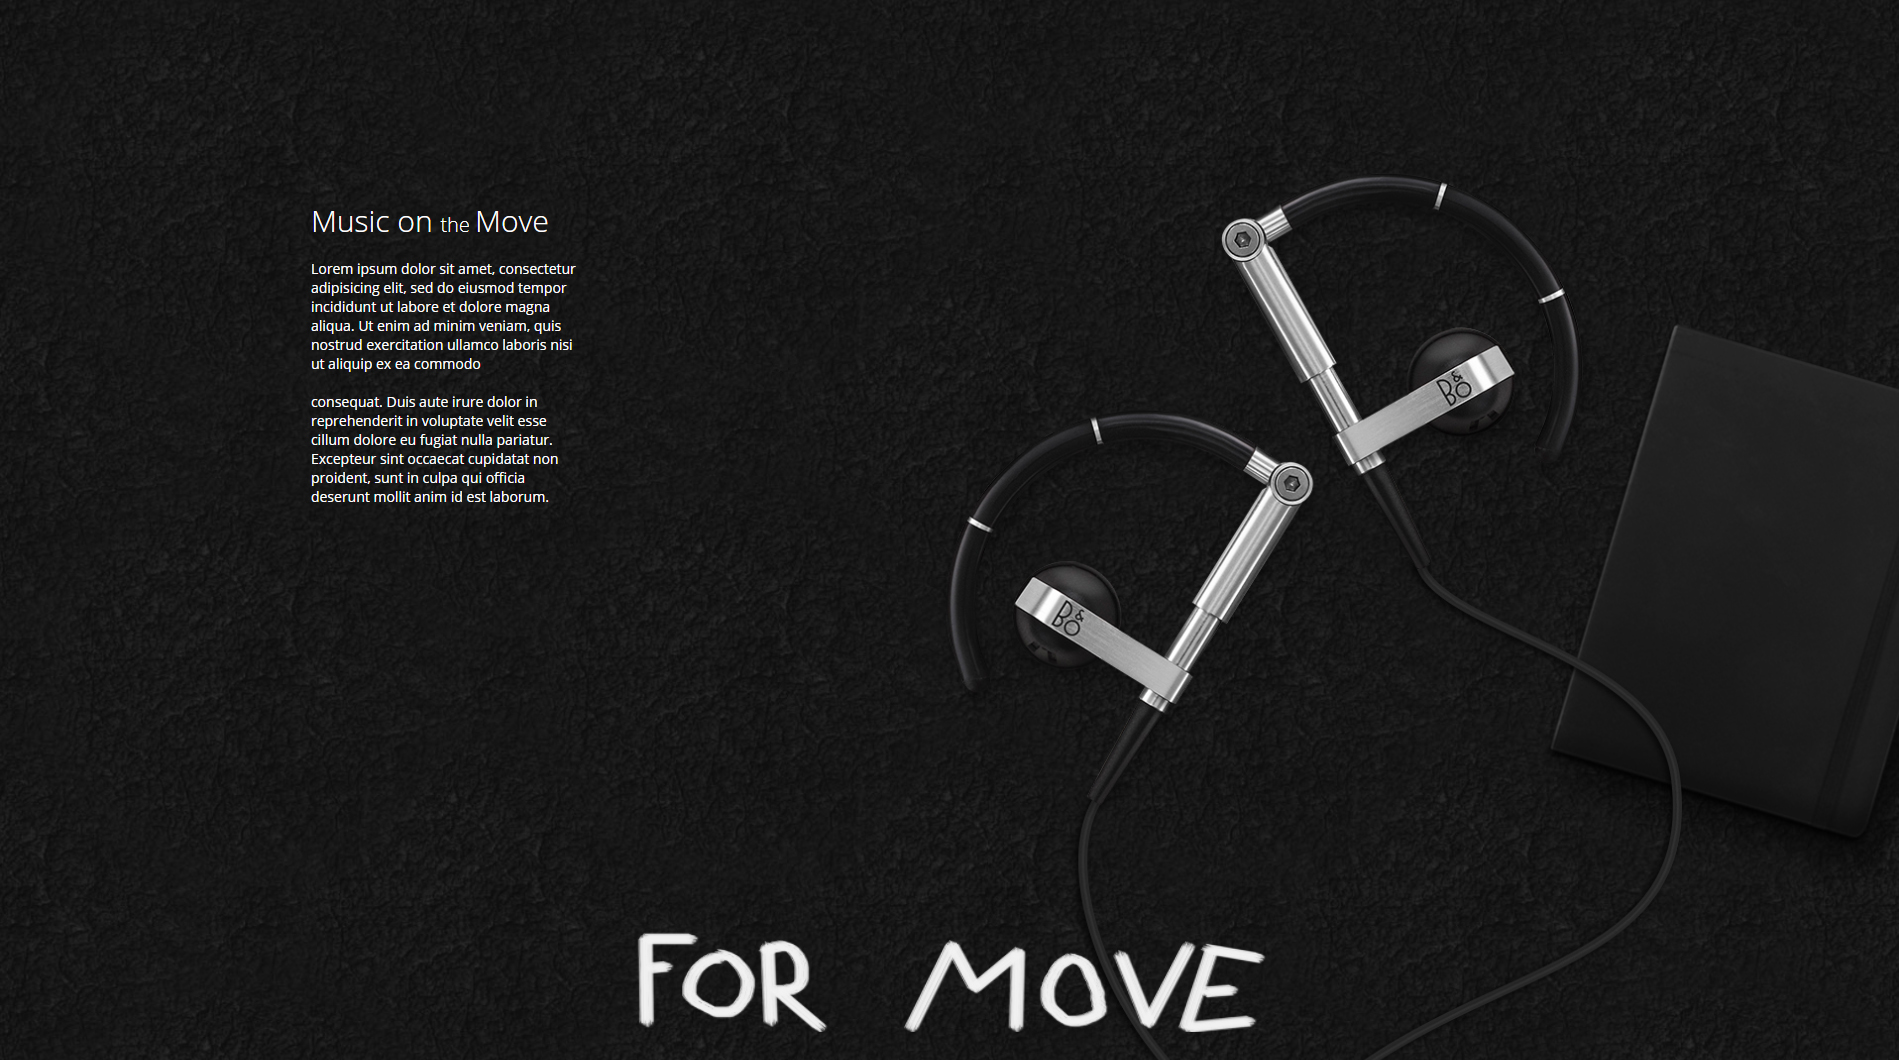 Music on the Move
Lorem ipsum dolor sit amet, consectetur
adipisicing elit, sed do eiusmod tempor
incididunt ut labore et dolore magna
aliqua. Ut enim ad minim veniam, quis
nostrud exercitation ullamco laboris nisi
ut aliquip ex ea commodo
consequat. Duis aute irure dolor in
reprehenderit in voluptate velit esse
cillum dolore eu fugiat nulla pariatur.
Excepteur sint occaecat cupidatat non
proident, sunt in culpa qui officia
deserunt mollit anim id est laborum.
B&O
B&O
FOR MOVE